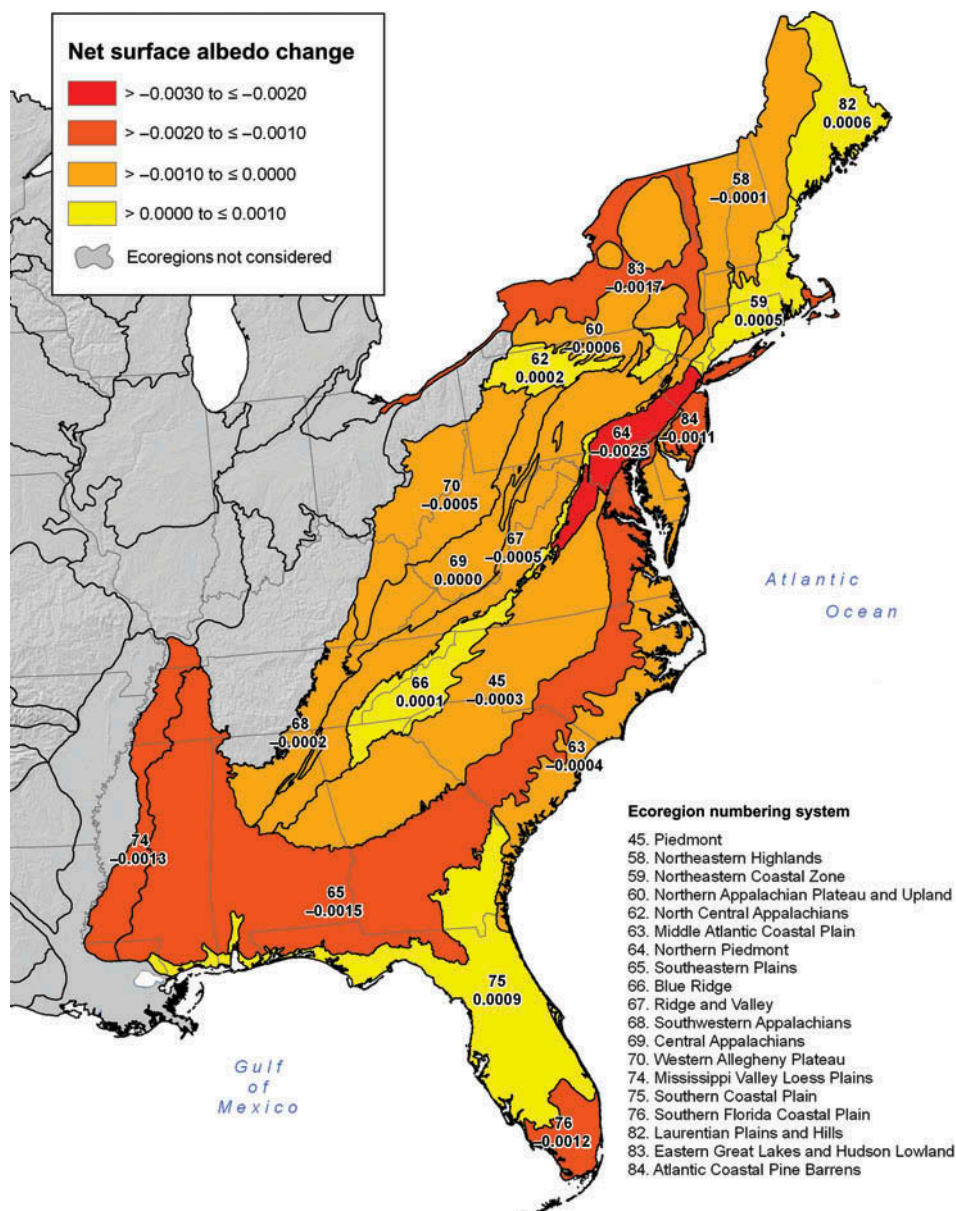 Net surface albedo change
> –0.0030 to ≤ –0.0020
> –0.0020 to ≤ –0.0010
> –0.0010 to ≤ 0.0000
> 0.0000 to ≤ 0.0010
Ecoregions not considered
82
0.0006
58
–0.0001
83
–0.0017
59
0.0005
60
–0.0006
62
0.0002
84
–0.0011
64
–0.0025
70
–0.0005
67
–0.0005
69
0.0000
Atlantic
Ocean
66
0.0001
45
–0.0003
68
–0.0002
63
–0.0004
74
–0.0013
65
–0.0015
75
0.0009
76
–0.0012
Gulf
of
Mexico
Ecoregion numbering system
45. Piedmont
58. Northeastern Highlands
59. Northeastern Coastal Zone
60. Northern Appalachian Plateau and Upland
62. North Central Appalachians
63. Middle Atlantic Coastal Plain
64. Northern Piedmont
65. Southeastern Plains
66. Blue Ridge
67. Ridge and Valley
68. Southwestern Appalachians
69. Central Appalachians
70. Western Allegheny Plateau
74. Mississippi Valley Loess Plains
75. Southern Coastal Plain
76. Southern Florida Coastal Plain
82. Laurentian Plains and Hills
83. Eastern Great Lakes and Hudson Lowland
84. Atlantic Coastal Pine Barrens